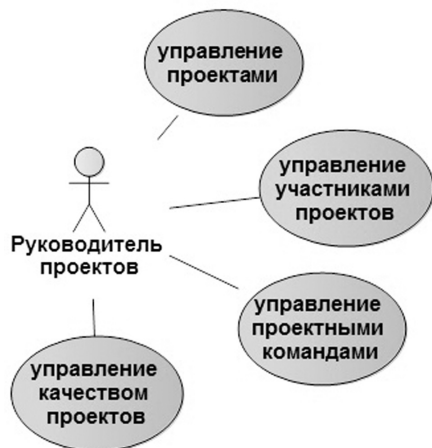 управление
проектами
управление
участниками
проектов
Руководитель
проектов
управление
проектными
командами
управление
качеством
проектов